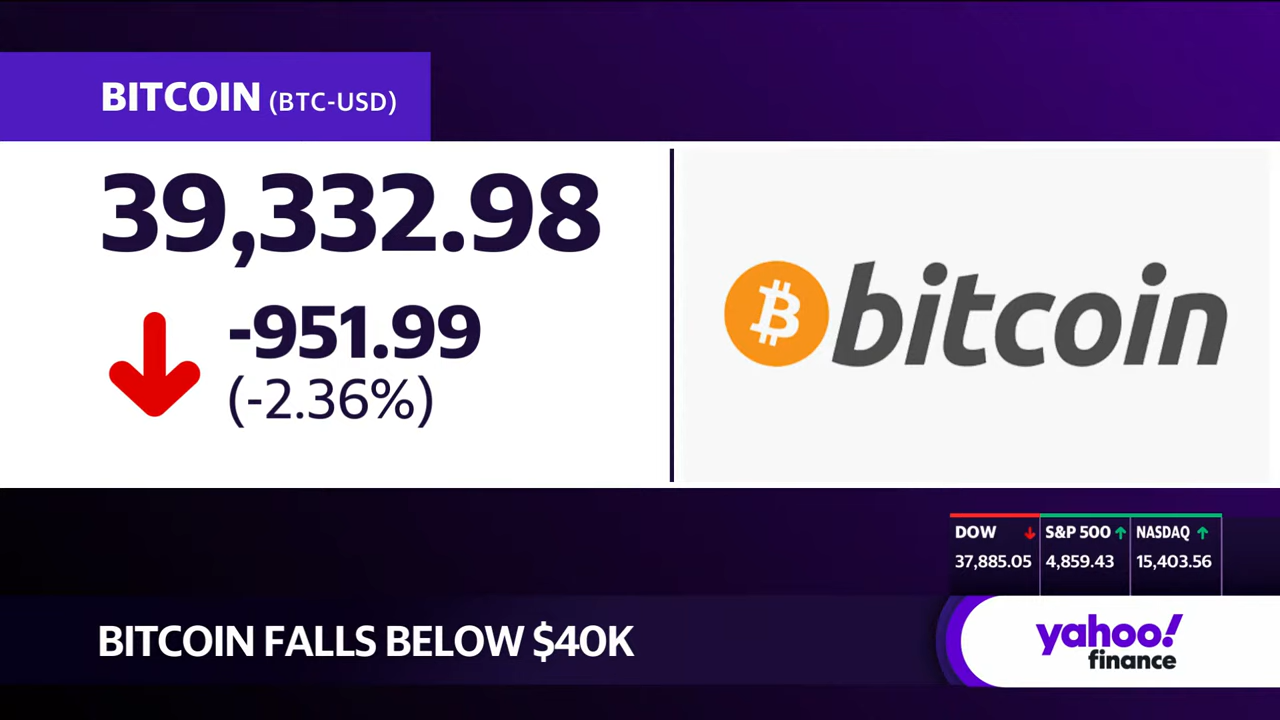 BITCOIN (BTC-USD)
39,332.98
-951.99
(-2.36%)
bitcoin
DOW
37,885.05
S&P 500
4,859.43
NASDAQ
15,403.56
BITCOIN FALLS BELOW $40K
yahoo!
finance